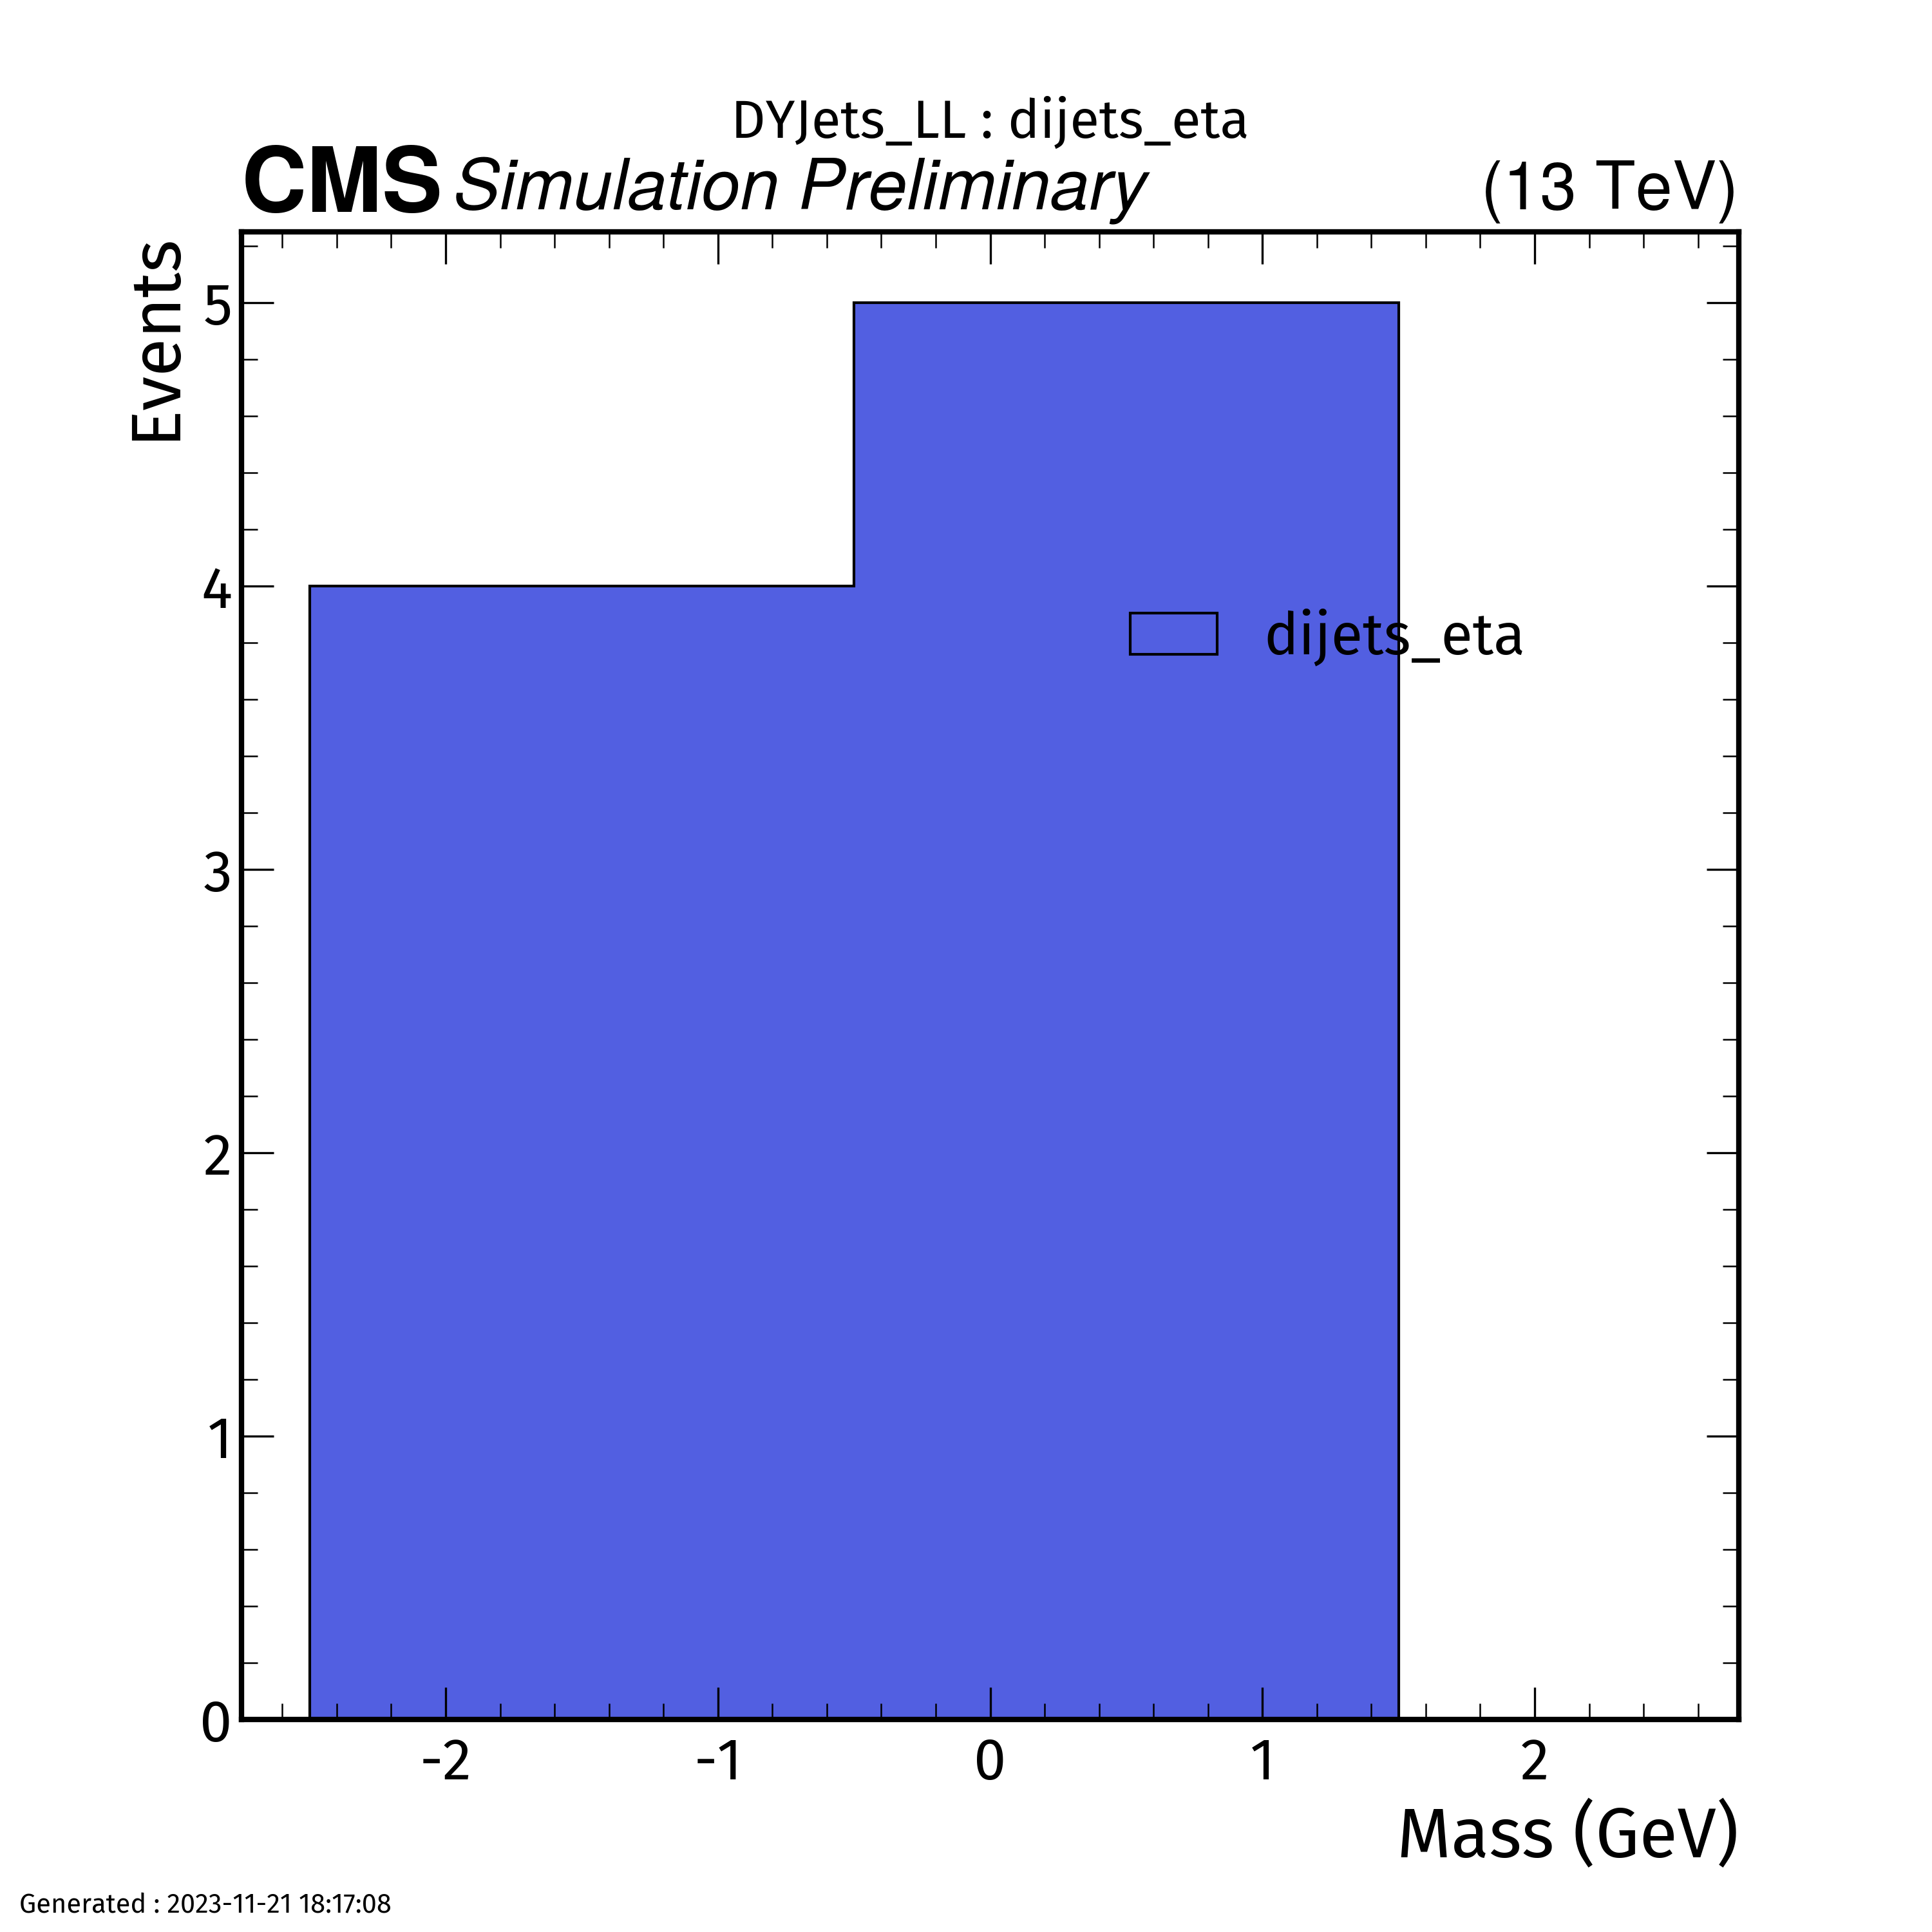 DYJets_LL : dijets_eta
CMS Simulation Preliminary (13 TeV)
Events
5
4
dijets_eta
3
2
1
0
-2 -1 0 1 2
Mass (GeV)
Generated : 2023-11-21 18:17:08